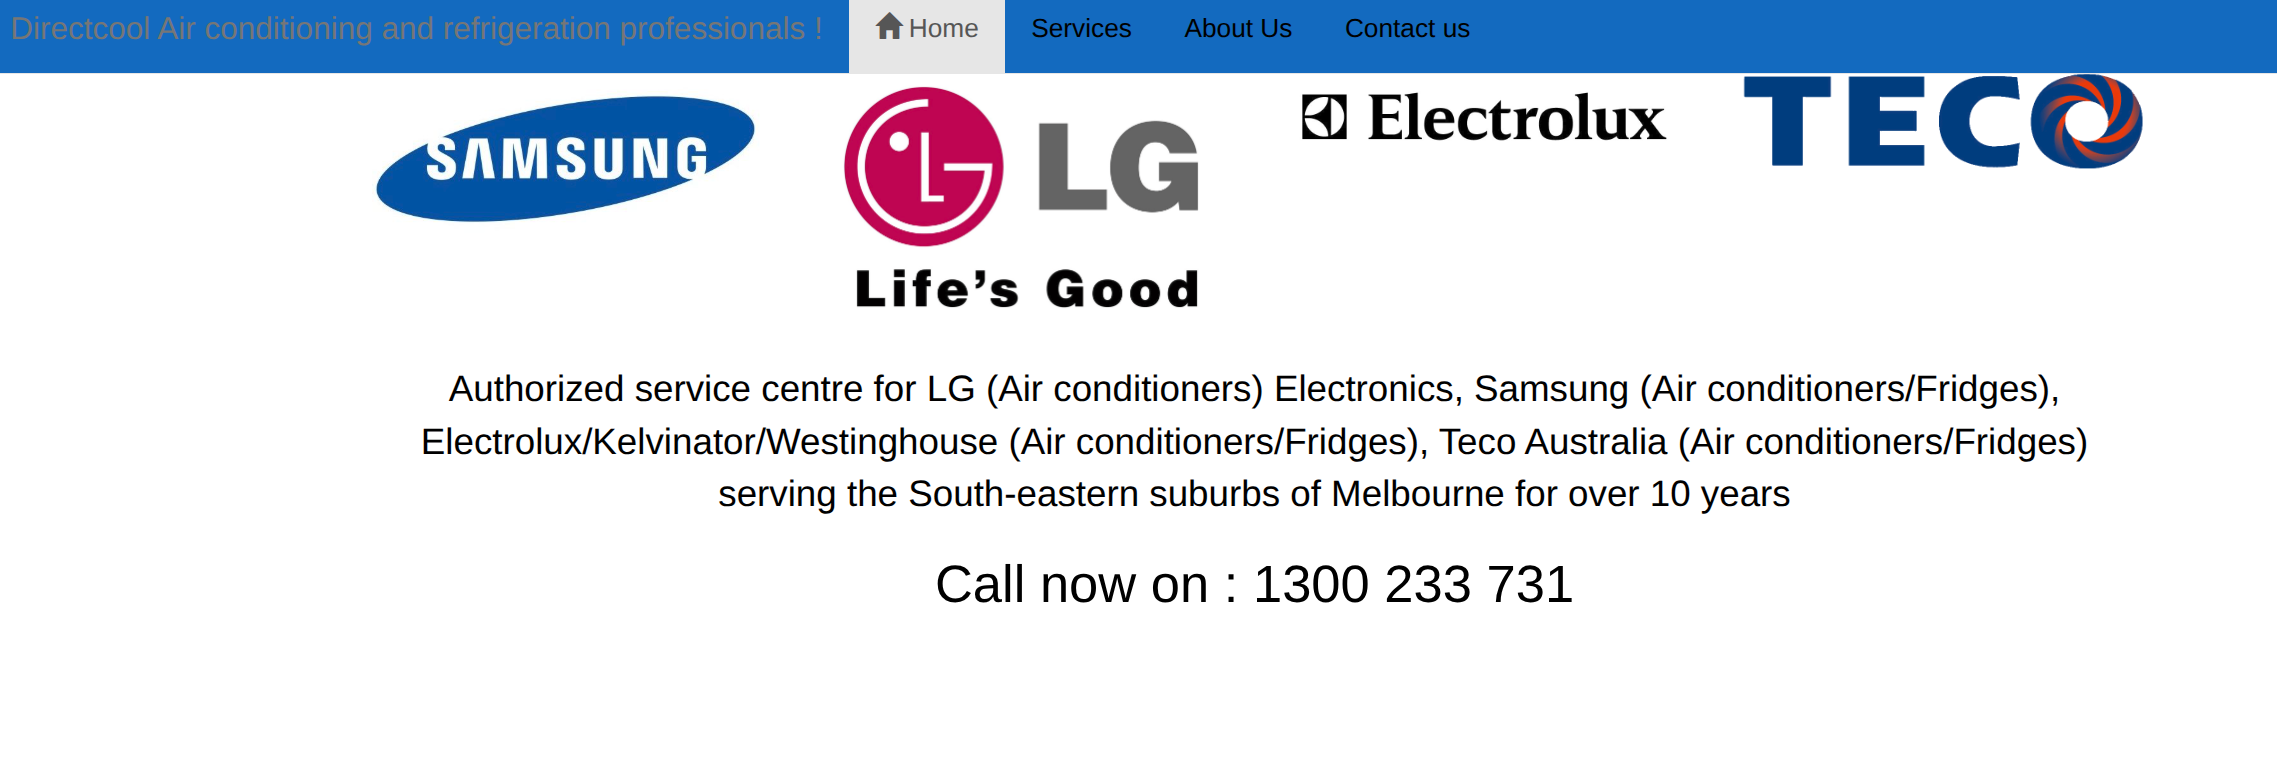 Directcool Air conditioning and refrigeration professionals ! Home Services About Us Contact us
SAMSUNG LG Electrolux TECO
Life's Good
Authorized service centre for LG (Air conditioners) Electronics, Samsung (Air conditioners/Fridges),
Electrolux/Kelvinator/Westinghouse (Air conditioners/Fridges), Teco Australia (Air conditioners/Fridges)
serving the South-eastern suburbs of Melbourne for over 10 years
Call now on : 1300 233 731